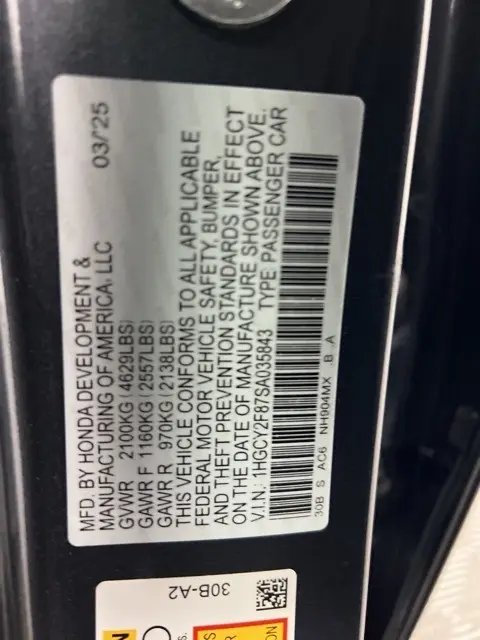 MFD. BY HONDA DEVELOPMENT &
MANUFACTURING OF AMERICA, LLC 03/'25
GVWR 2100KG(4629LBS)
GAWR F 1160KG(2557LBS)
GAWR R 970KG(2138LBS)
THIS VEHICLE CONFORMS TO ALL APPLICABLE
FEDERAL MOTOR VEHICLE SAFETY, BUMPER,
AND THEFT PREVENTION STANDARDS IN EFFECT
ON THE DATE OF MANUFACTURE SHOWN ABOVE.
V.I.N.: 1HGCY2F87SA035843 TYPE: PASSENGER CAR
30B S AC6 NH904MX B A
30B-A2